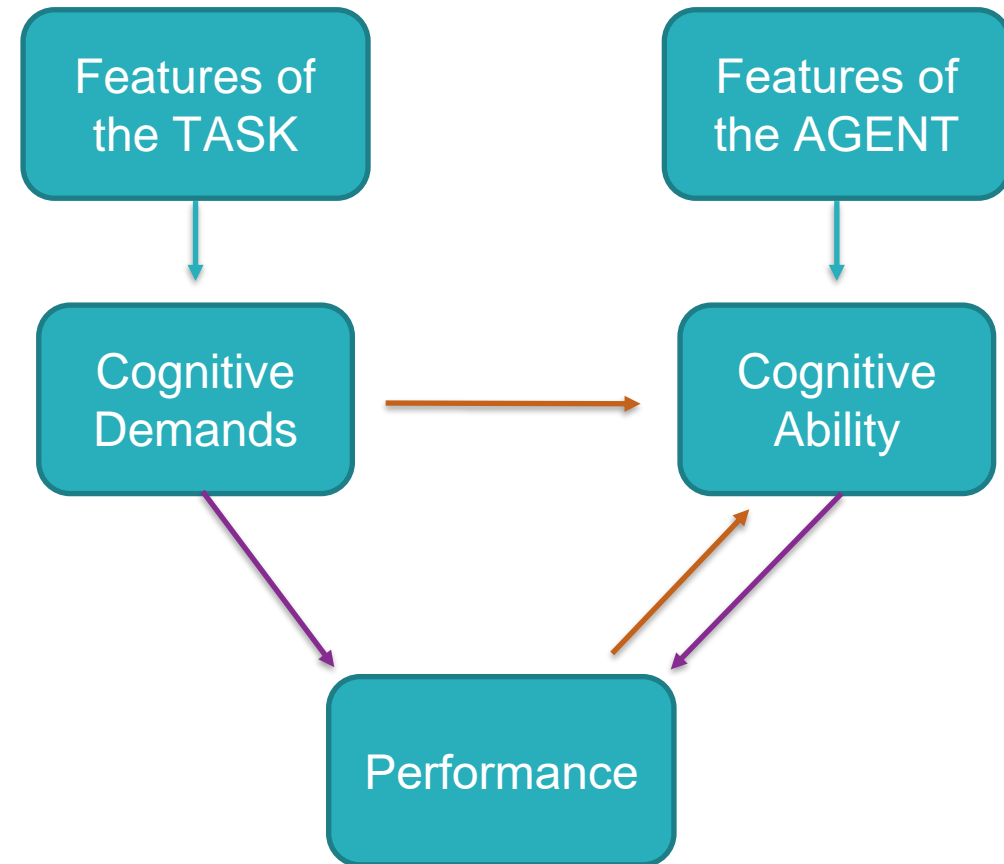 Features of
the TASK
Features of
the AGENT
Cognitive
Demands
Cognitive
Ability
Performance